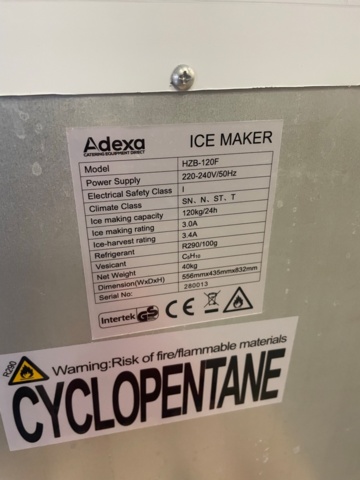 Adexa
CATERING EQUIPMENT DIRECT
ICE MAKER
Model HZB-120F
Power Supply 220-240V/50Hz
Electrical Safety Class I
Climate Class SN、N、ST、T
Ice making capacity 120kg/24h
Ice making rating 3.0A
Ice-harvest rating 3.4A
Refrigerant R290/100g
Vesicant C₅H₁₀
Net Weight 40kg
Dimension(WxDxH) 556mmx435mmx832mm
Serial No: 280013
Intertek GS CE
R290
Warning:Risk of fire/flammable materials
CYCLOPENTANE